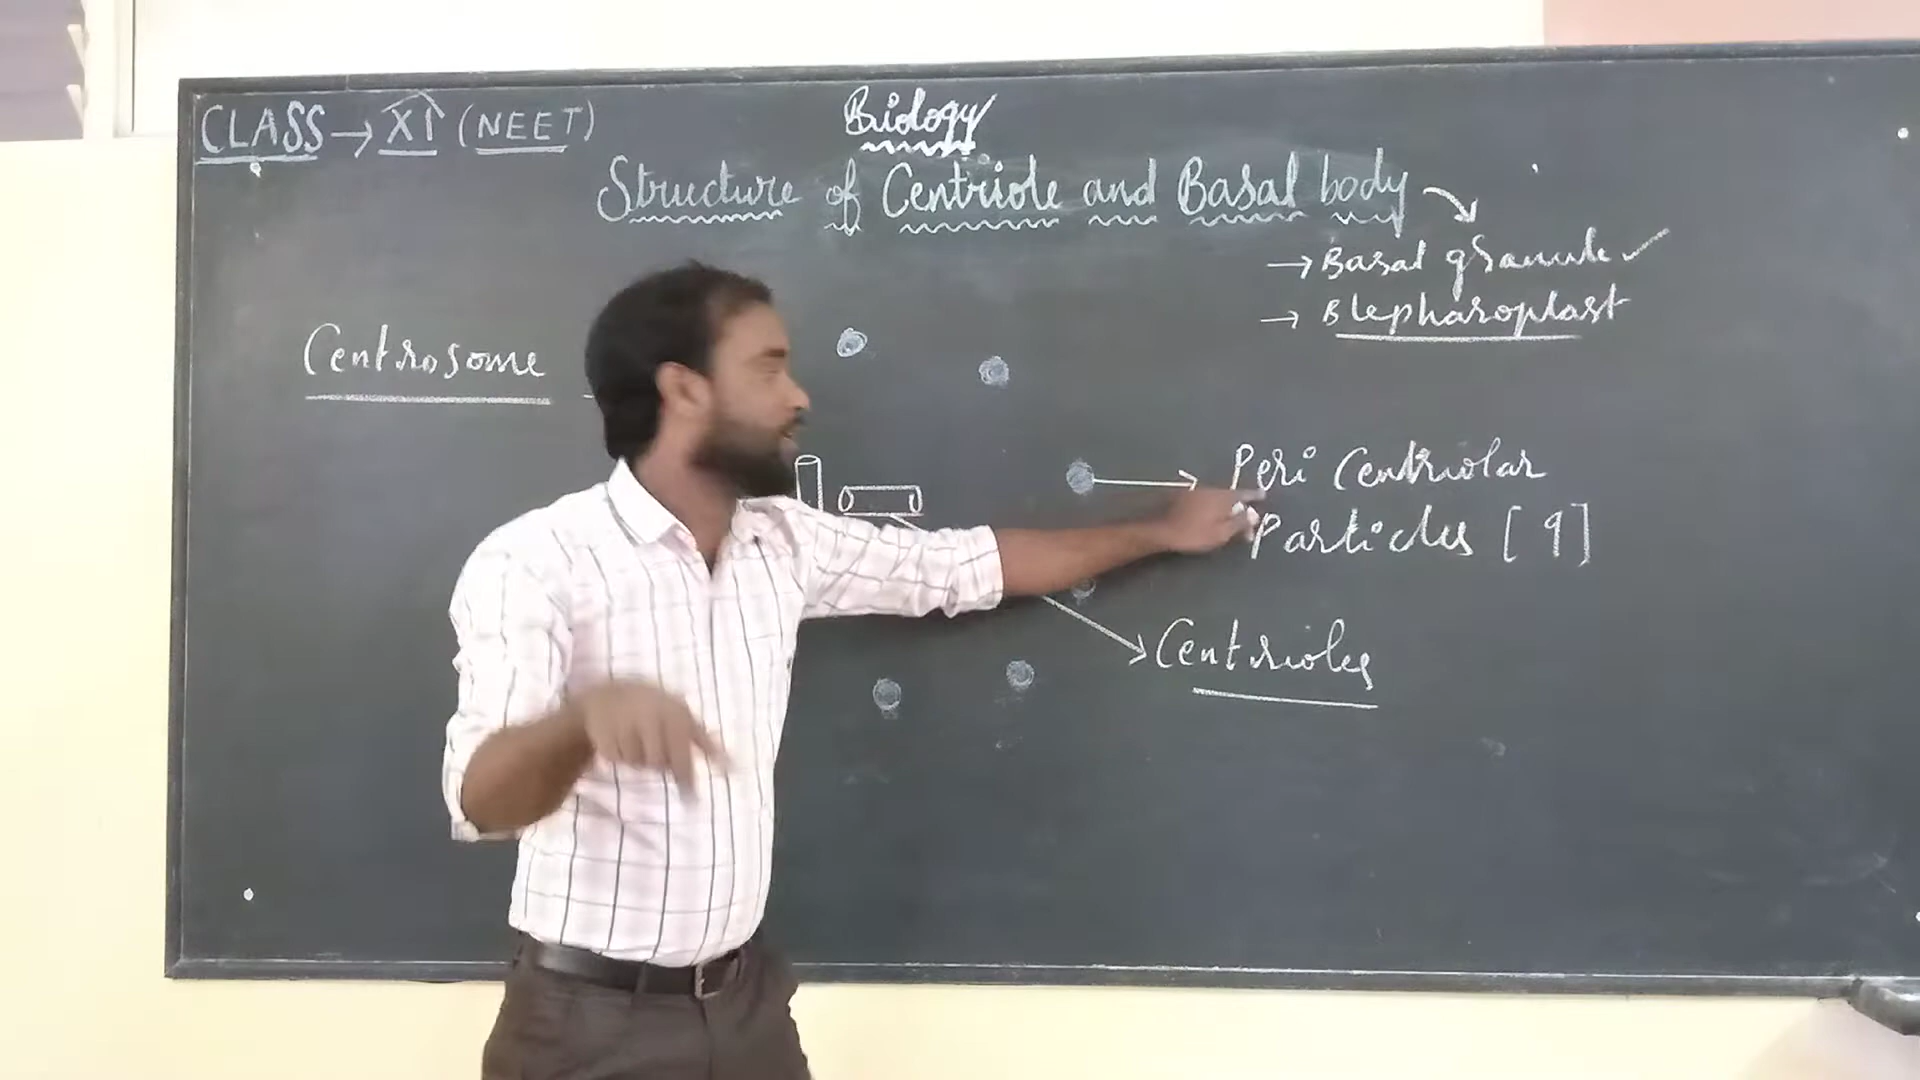 CLASS → XI (NEET)
Biology
Structure of Centriole and Basal body
→ Basal granule ✓
→ Blepharoplast
Centrosome
Peri Centriolar
Particles [9]
Centrioles